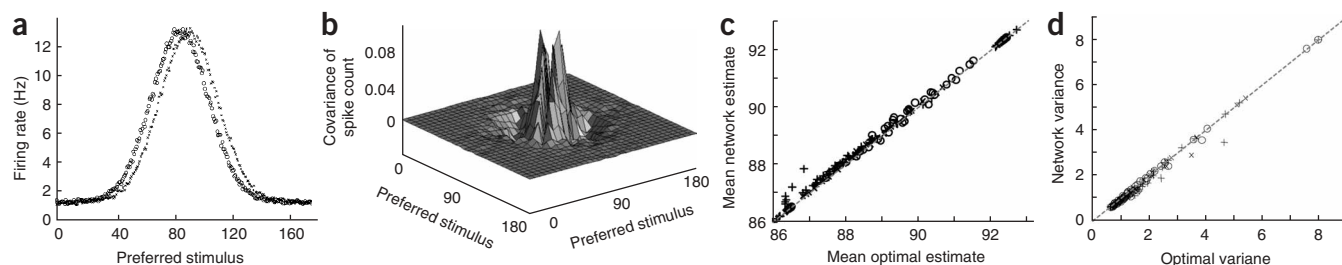 a
Firing rate (Hz)
12
10
8
6
4
2
0
0
40
80
120
160
Preferred stimulus
b
Covariance of
spike count
0.08
0.04
0
0
90
180
Preferred stimulus
0
90
180
Preferred stimulus
c
Mean network estimate
92
90
88
86
86
88
90
92
Mean optimal estimate
d
Network variance
8
6
4
2
0
0
2
4
6
8
Optimal variane